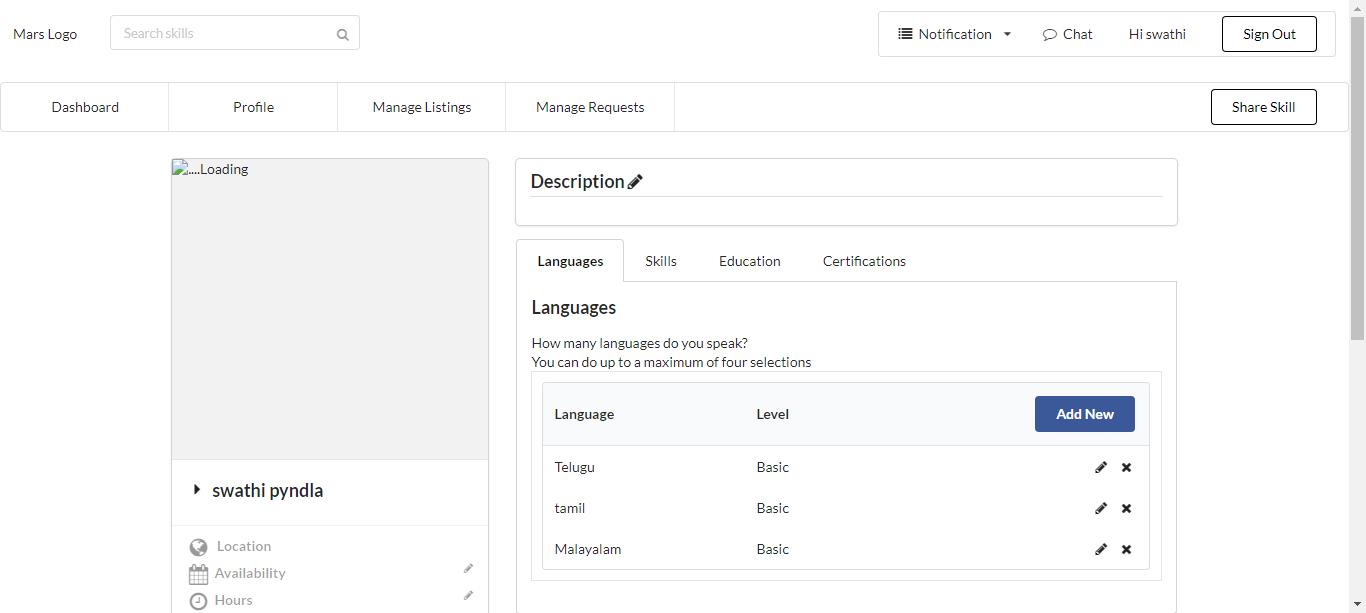 Mars Logo
Search skills
Notification
Chat
Hi swathi
Sign Out
Dashboard
Profile
Manage Listings
Manage Requests
Share Skill
....Loading
swathi pyndla
Location
Availability
Hours
Description
Languages
Skills
Education
Certifications
Languages
How many languages do you speak?
You can do up to a maximum of four selections
Language Level Add New
Telugu Basic
tamil Basic
Malayalam Basic